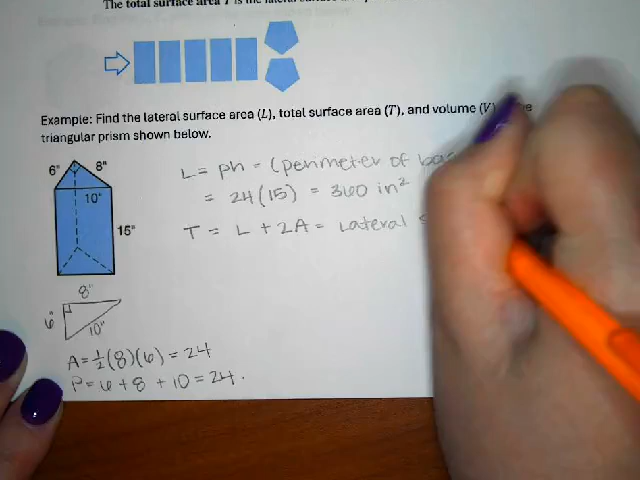 The total surface area T is the lateral
Example: Find the lateral surface area (L), total surface area (T), and volume (V)
triangular prism shown below.
6" 8"
10"
15"
L = ph = (perimeter of
= 24(15) = 360 in²
T = L + 2A = Lateral
8"
6" 10"
A = ½(8)(6) = 24
P = 6 + 8 + 10 = 24.